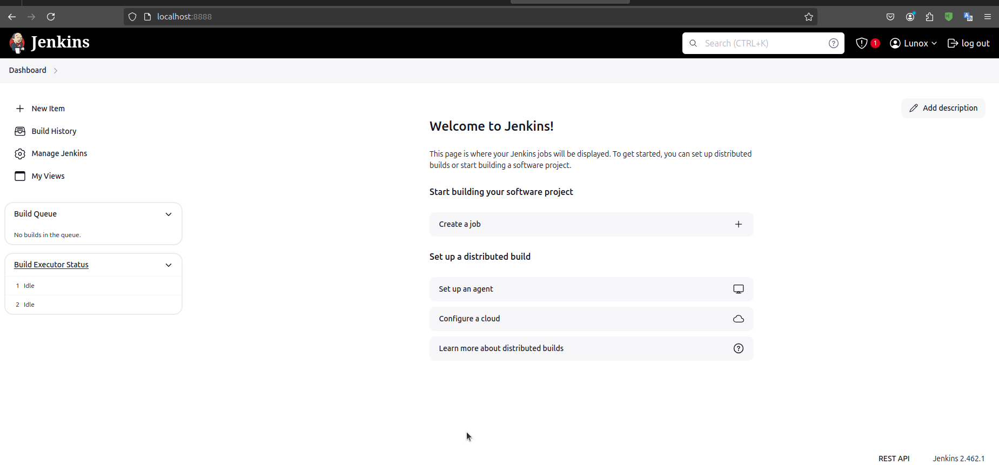 localhost:8888
Jenkins
Search (CTRL+K)
1
Lunox
log out
Dashboard
New Item
Build History
Manage Jenkins
My Views
Build Queue
No builds in the queue.
Build Executor Status
1 Idle
2 Idle
Add description
Welcome to Jenkins!
This page is where your Jenkins jobs will be displayed. To get started, you can set up distributed
builds or start building a software project.
Start building your software project
Create a job
Set up a distributed build
Set up an agent
Configure a cloud
Learn more about distributed builds
REST API
Jenkins 2.462.1